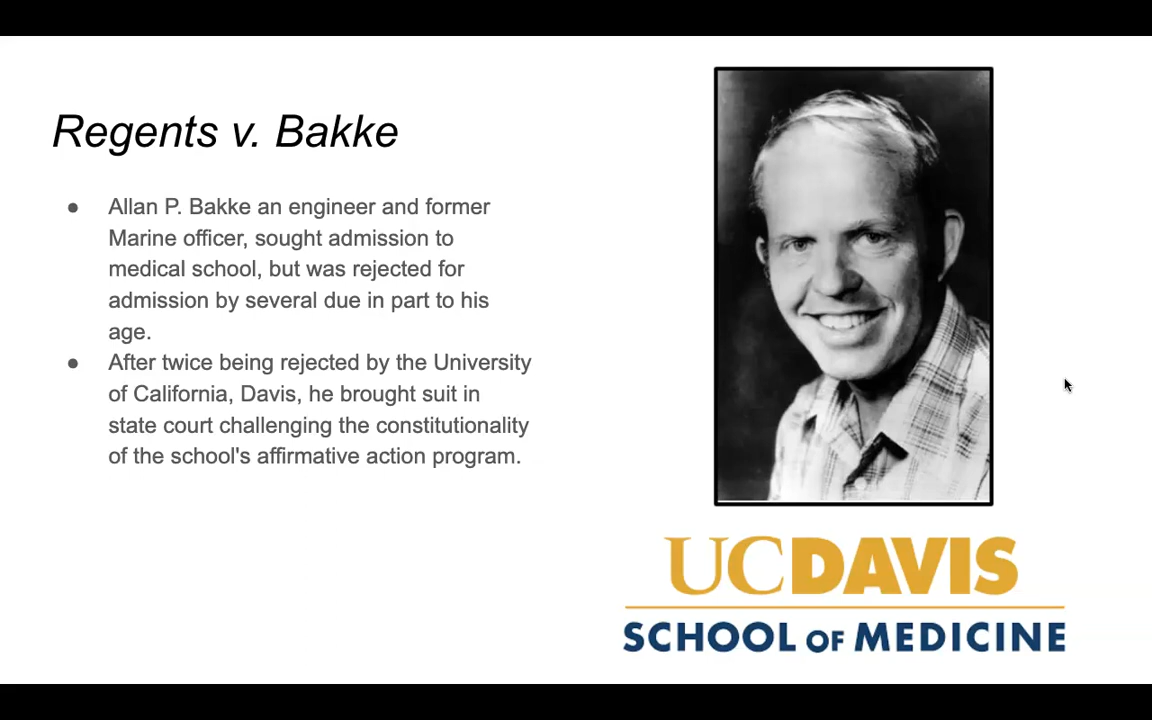 Regents v. Bakke
● Allan P. Bakke an engineer and former
Marine officer, sought admission to
medical school, but was rejected for
admission by several due in part to his
age.
● After twice being rejected by the University
of California, Davis, he brought suit in
state court challenging the constitutionality
of the school's affirmative action program.
UCDAVIS
SCHOOL OF MEDICINE